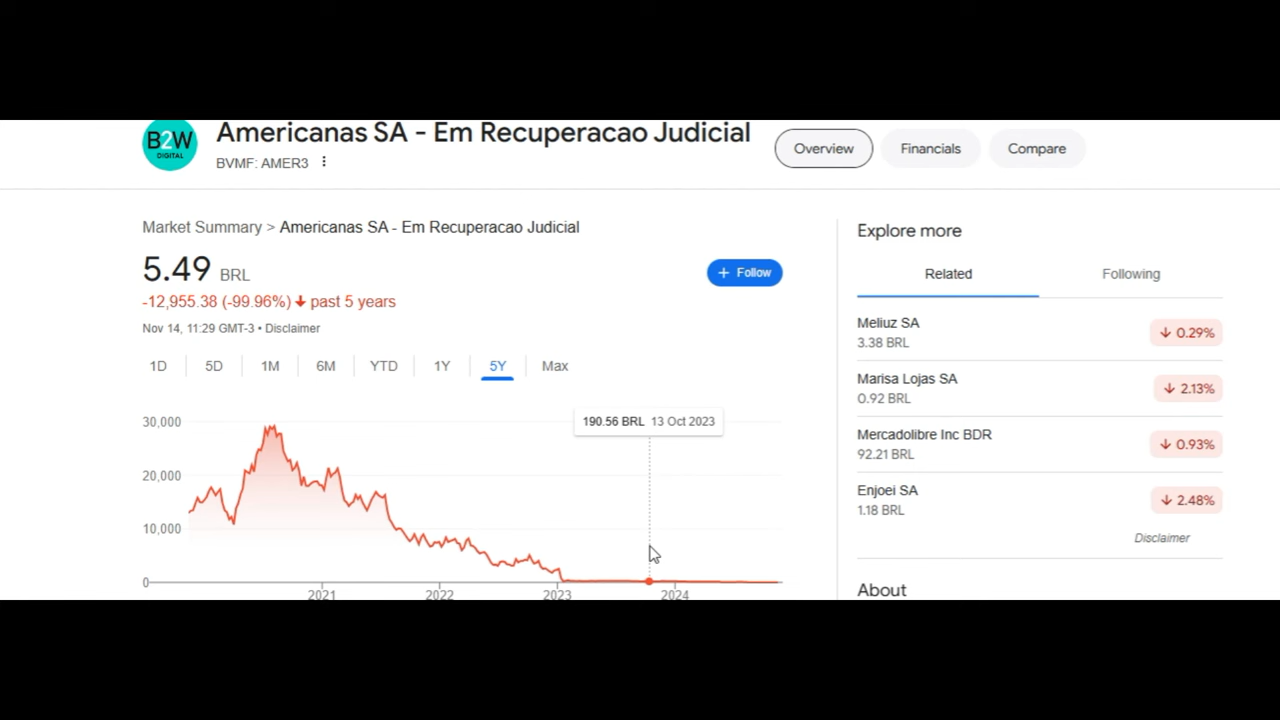 B2W
DIGITAL
Americanas SA - Em Recuperacao Judicial
BVMF: AMER3
Overview
Financials
Compare
Market Summary > Americanas SA - Em Recuperacao Judicial
5.49 BRL
+ Follow
-12,955.38 (-99.96%) ↓ past 5 years
Nov 14, 11:29 GMT-3 • Disclaimer
1D 5D 1M 6M YTD 1Y 5Y Max
190.56 BRL 13 Oct 2023
30,000
20,000
10,000
0
2021 2022 2023 2024
Explore more
Related Following
Meliuz SA
3.38 BRL
↓ 0.29%
Marisa Lojas SA
0.92 BRL
↓ 2.13%
Mercadolibre Inc BDR
92.21 BRL
↓ 0.93%
Enjoei SA
1.18 BRL
↓ 2.48%
Disclaimer
About